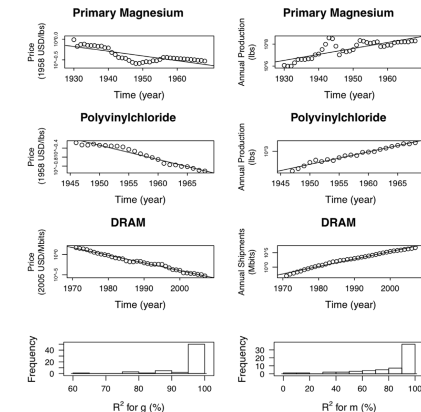 Primary Magnesium
Price
(1958 USD/lbs)
1930 1940 1950 1960
Time (year)
Primary Magnesium
Annual Production
(lbs)
1930 1940 1950 1960
Time (year)
Polyvinylchloride
Price
(1958 USD/lbs)
1945 1950 1955 1960 1965
Time (year)
Polyvinylchloride
Annual Production
(lbs)
1945 1950 1955 1960 1965
Time (year)
DRAM
Price
(2005 USD/Mbits)
1970 1980 1990 2000
Time (year)
DRAM
Annual Shipments
(Mbits)
1970 1980 1990 2000
Time (year)
Frequency
0 20 40
60 70 80 90 100
R² for g (%)
Frequency
0 10 20 30
0 20 40 60 80 100
R² for m (%)